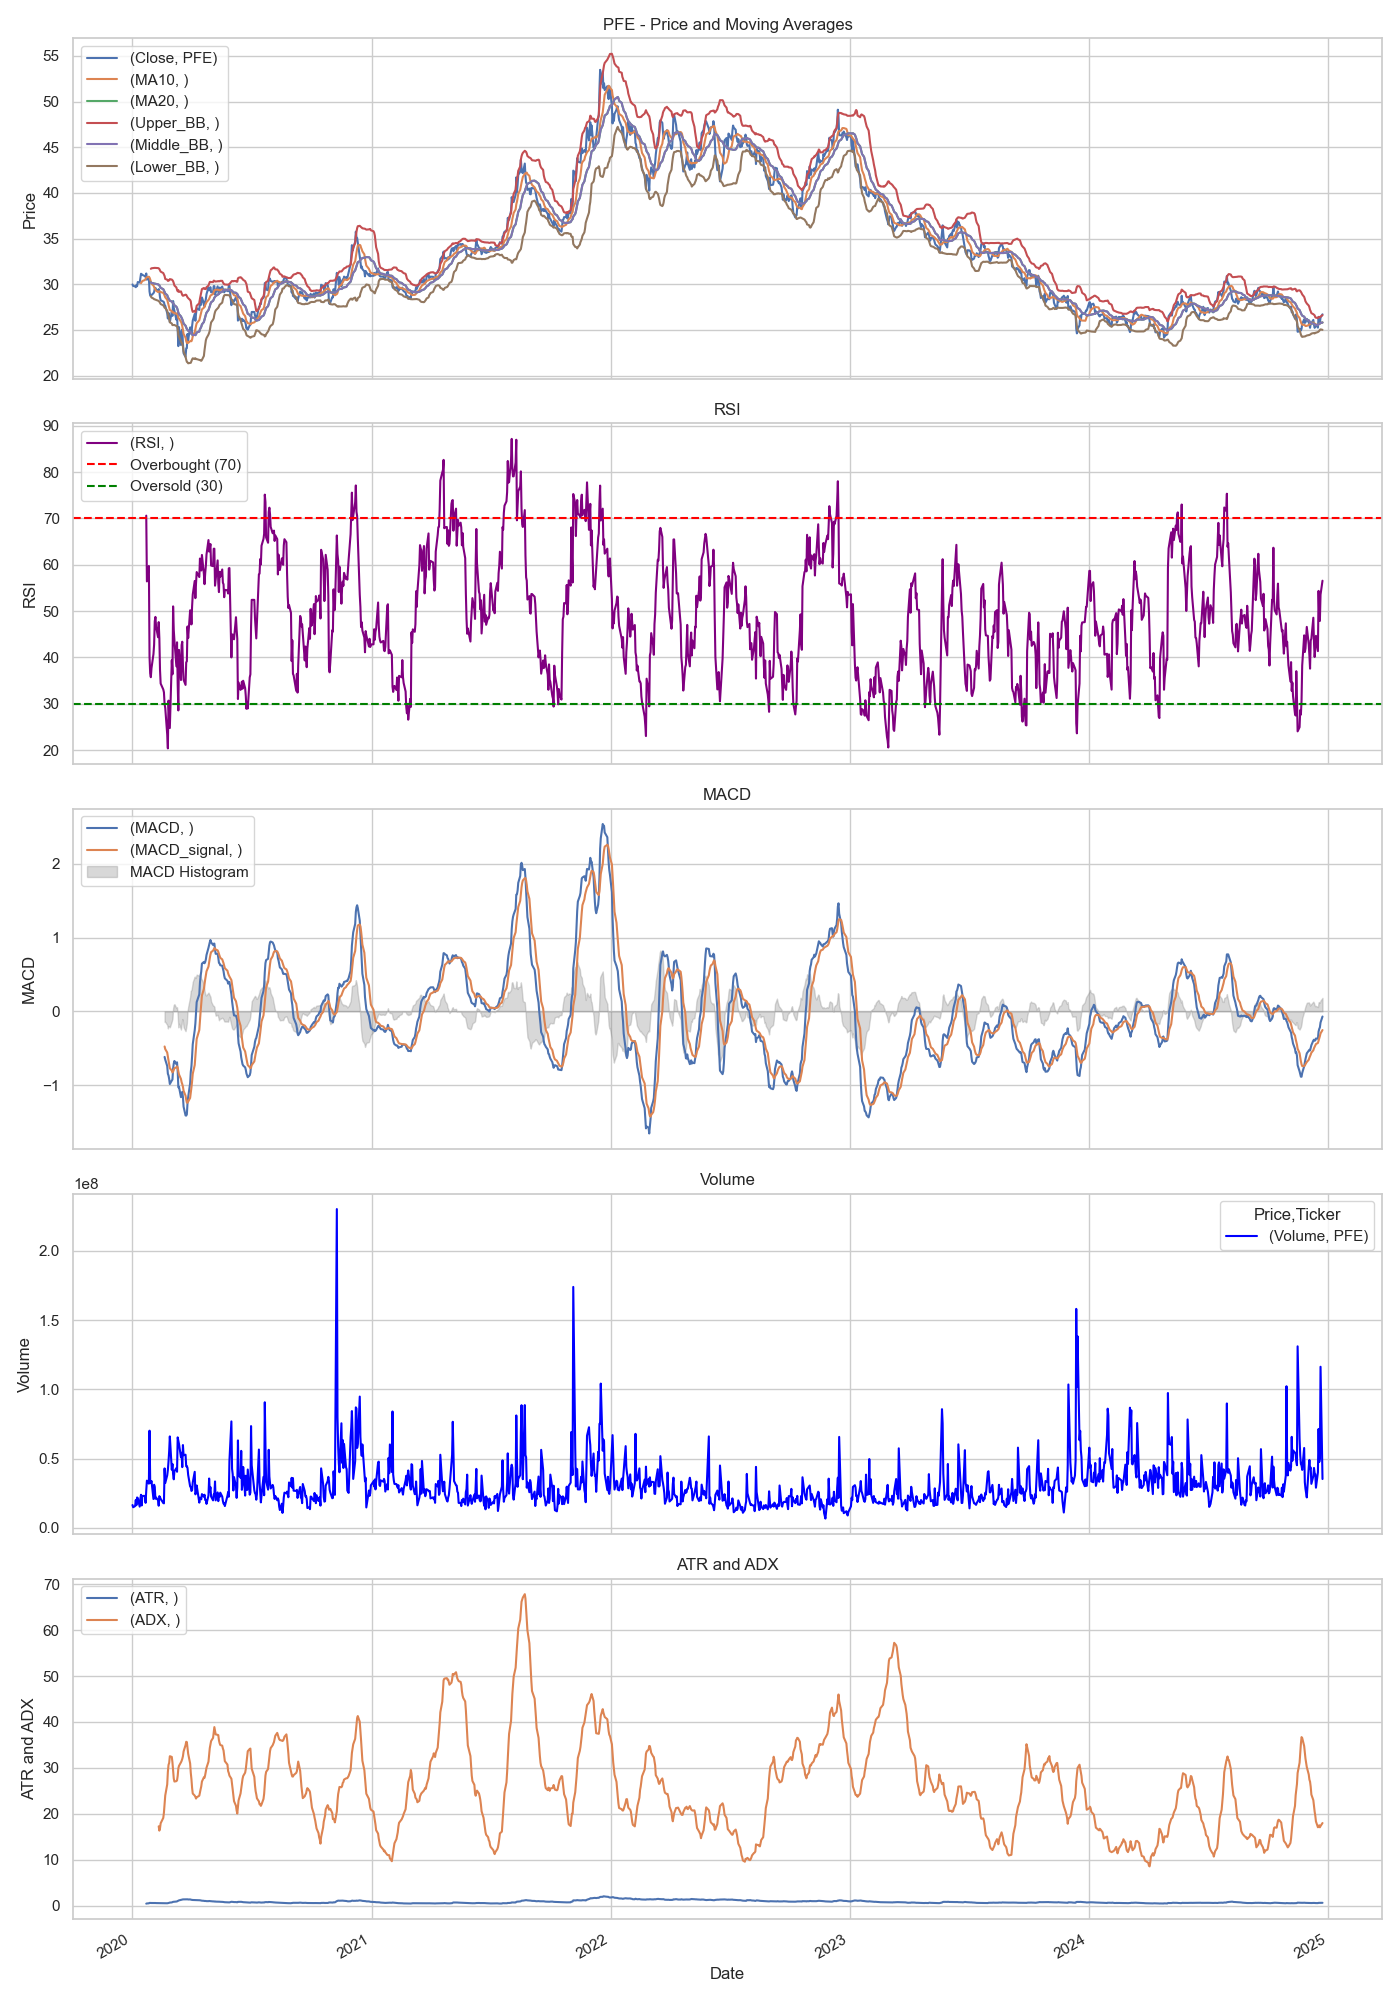 PFE - Price and Moving Averages
(Close, PFE)
(MA10, )
(MA20, )
(Upper_BB, )
(Middle_BB, )
(Lower_BB, )
55
50
45
40
35
30
25
20
Price
RSI
(RSI, )
Overbought (70)
Oversold (30)
90
80
70
60
50
40
30
20
RSI
MACD
(MACD, )
(MACD_signal, )
MACD Histogram
2
1
0
−1
MACD
Volume
1e8
Price,Ticker
(Volume, PFE)
2.0
1.5
1.0
0.5
0.0
Volume
ATR and ADX
(ATR, )
(ADX, )
70
60
50
40
30
20
10
0
ATR and ADX
2020
2021
2022
2023
2024
2025
Date